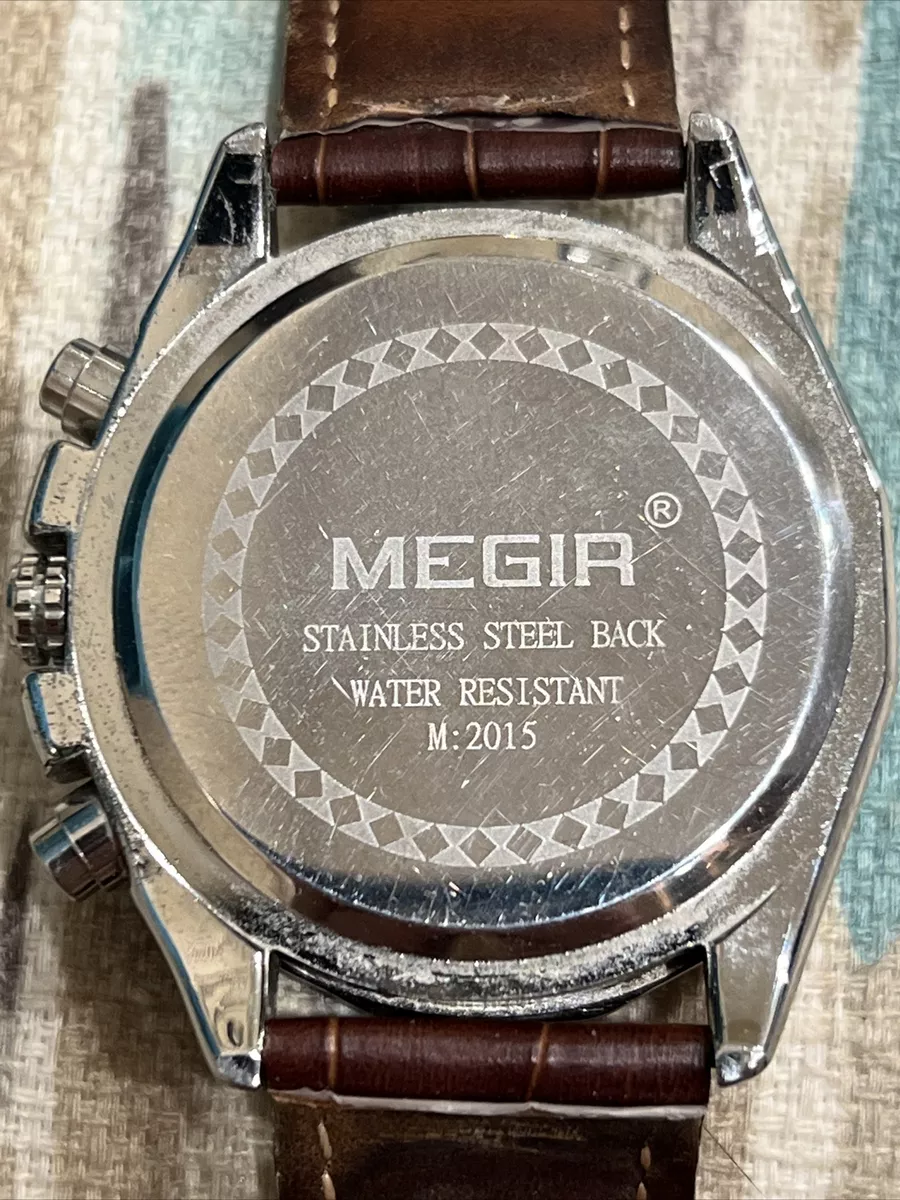 MEGIR®
STAINLESS STEEL BACK
WATER RESISTANT
M:2015